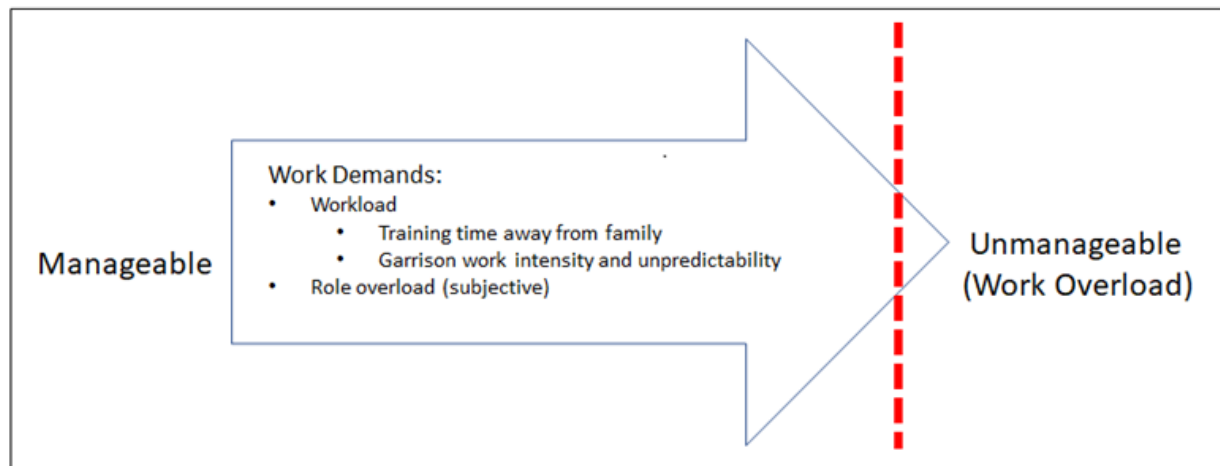 Work Demands:
• Workload
• Training time away from family
• Garrison work intensity and unpredictability
• Role overload (subjective)
Manageable
Unmanageable
(Work Overload)